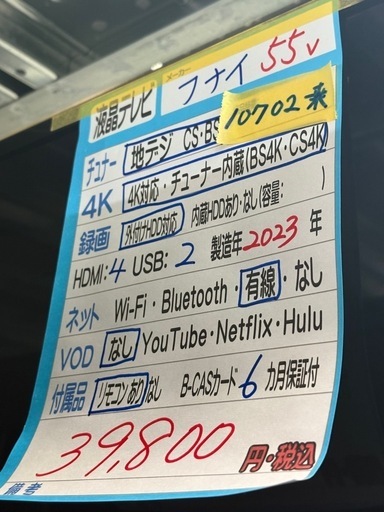 メーカー
液晶テレビ フナイ 55v
10702乗
チューナー 地デジ CS・BS
4K 4K対応・チューナー内蔵(BS4K・CS4K)
録画 外付けHDD対応 内蔵HDDあり・なし(容量: )
HDMI:4 USB:2 製造年2023年
ネット Wi-Fi・Bluetooth・有線・なし
VOD なし YouTube・Netflix・Hulu
付属品 リモコンあり なし B-CASカード 6カ月保証付
39,800 円・税込
備考